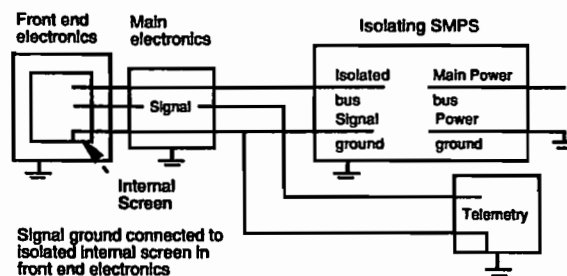 Front end
electronics
Main
electronics
Isolating SMPS
Isolated
bus
Signal
ground
Main Power
bus
Power
ground
Signal
Internal
Screen
Telemetry
Signal ground connected to
isolated internal screen in
front end electronics